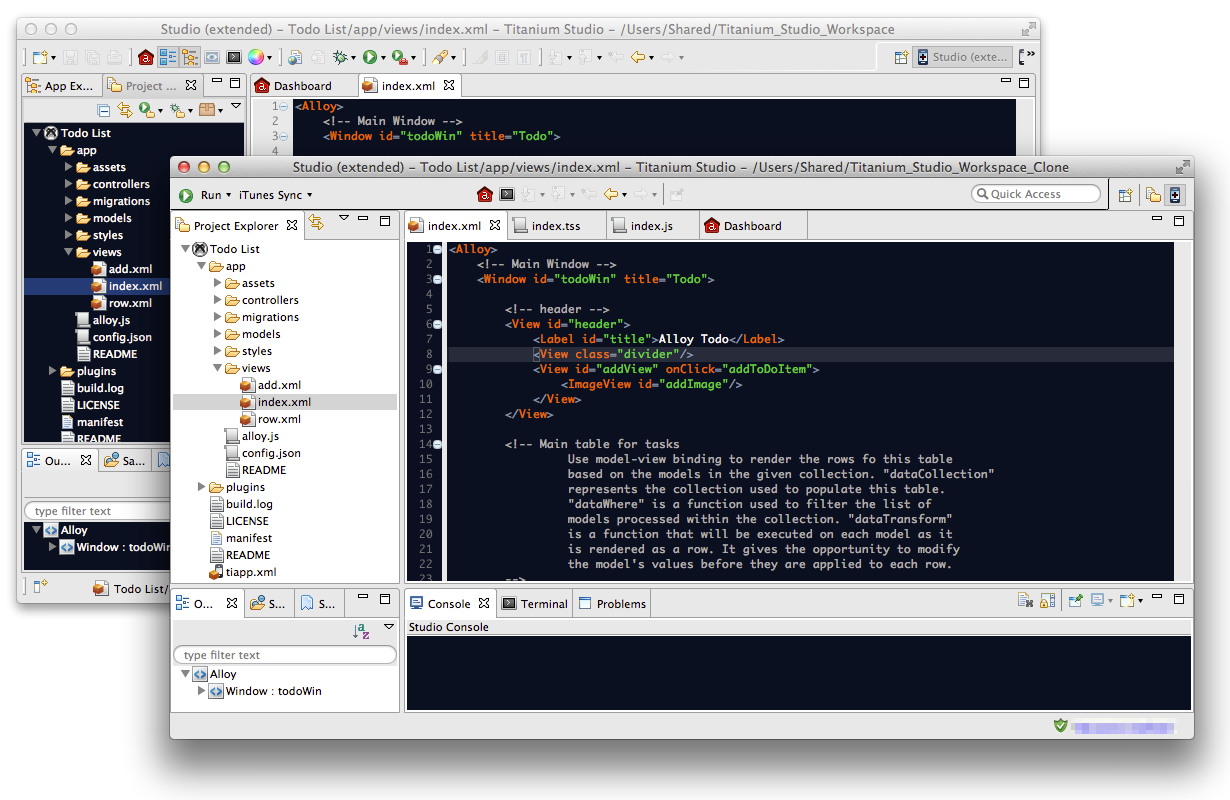 Studio (extended) – Todo List/app/views/index.xml – Titanium Studio – /Users/Shared/Titanium_Studio_Workspace
Studio (exte...
App Ex...
Project ...
Dashboard
index.xml
Todo List
app
assets
controllers
migrations
models
styles
views
add.xml
index.xml
row.xml
alloy.js
config.json
README
plugins
build.log
LICENSE
manifest
README
1 <Alloy>
2 <!-- Main Window -->
3 <Window id="todoWin" title="Todo">
4
Ou...
Sa...
type filter text
Alloy
Window : todoWin
Todo List/
Studio (extended) – Todo List/app/views/index.xml – Titanium Studio – /Users/Shared/Titanium_Studio_Workspace_Clone
Run
iTunes Sync
Quick Access
Project Explorer
Todo List
app
assets
controllers
migrations
models
styles
views
add.xml
index.xml
row.xml
alloy.js
config.json
README
plugins
build.log
LICENSE
manifest
README
tiapp.xml
index.xml
index.tss
index.js
Dashboard
1 <Alloy>
2 <!-- Main Window -->
3 <Window id="todoWin" title="Todo">
4
5 <!-- header -->
6 <View id="header">
7 <Label id="title">Alloy Todo</Label>
8 <View class="divider"/>
9 <View id="addView" onClick="addToDoItem">
10 <ImageView id="addImage"/>
11 </View>
12 </View>
13
14 <!-- Main table for tasks
15 Use model-view binding to render the rows fo this table
16 based on the models in the given collection. "dataCollection"
17 represents the collection used to populate this table.
18 "dataWhere" is a function used to filter the list of
19 models processed within the collection. "dataTransform"
20 is a function that will be executed on each model as it
21 is rendered as a row. It gives the opportunity to modify
22 the model's values before they are applied to each row.
23 -->
O...
S...
S...
a
z
type filter text
Alloy
Window : todoWin
Console
Terminal
Problems
Studio Console